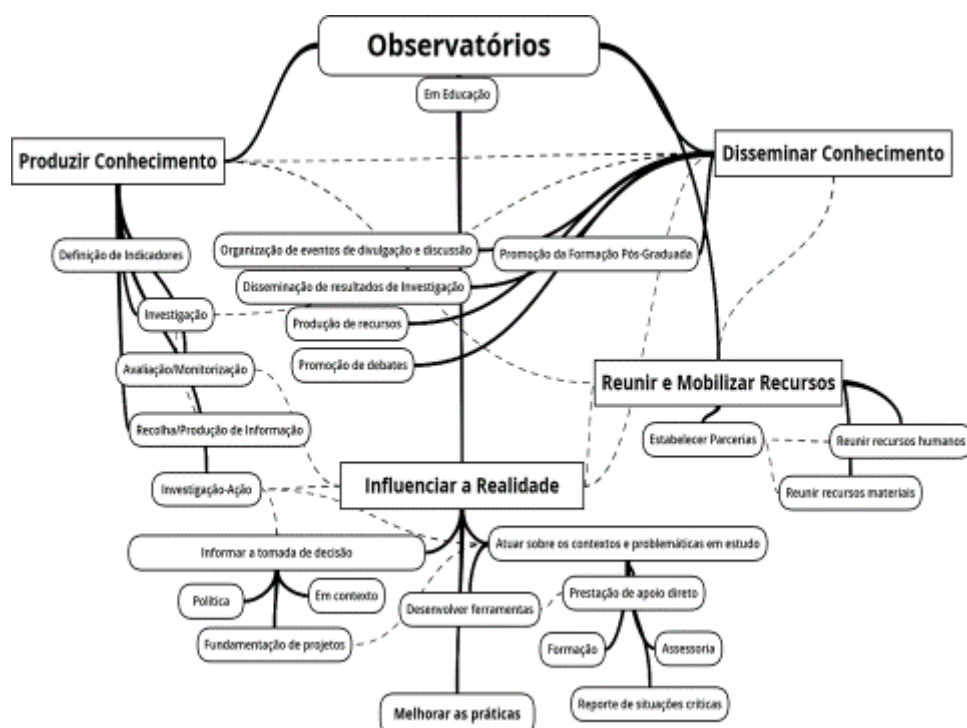 Observatórios
Em Educação
Produzir Conhecimento
Disseminar Conhecimento
Definição de Indicadores
Organização de eventos de divulgação e discussão
Promoção da Formação Pós-Graduada
Disseminação de resultados de Investigação
Investigação
Produção de recursos
Avaliação/Monitorização
Promoção de debates
Reunir e Mobilizar Recursos
Recolha/Produção de Informação
Estabelecer Parcerias
Reunir recursos humanos
Investigação-Ação
Influenciar a Realidade
Reunir recursos materiais
Informar a tomada de decisão
Atuar sobre os contextos e problemáticas em estudo
Política
Em contexto
Desenvolver ferramentas
Prestação de apoio direto
Fundamentação de projetos
Formação
Assessoria
Melhorar as práticas
Reporte de situações críticas